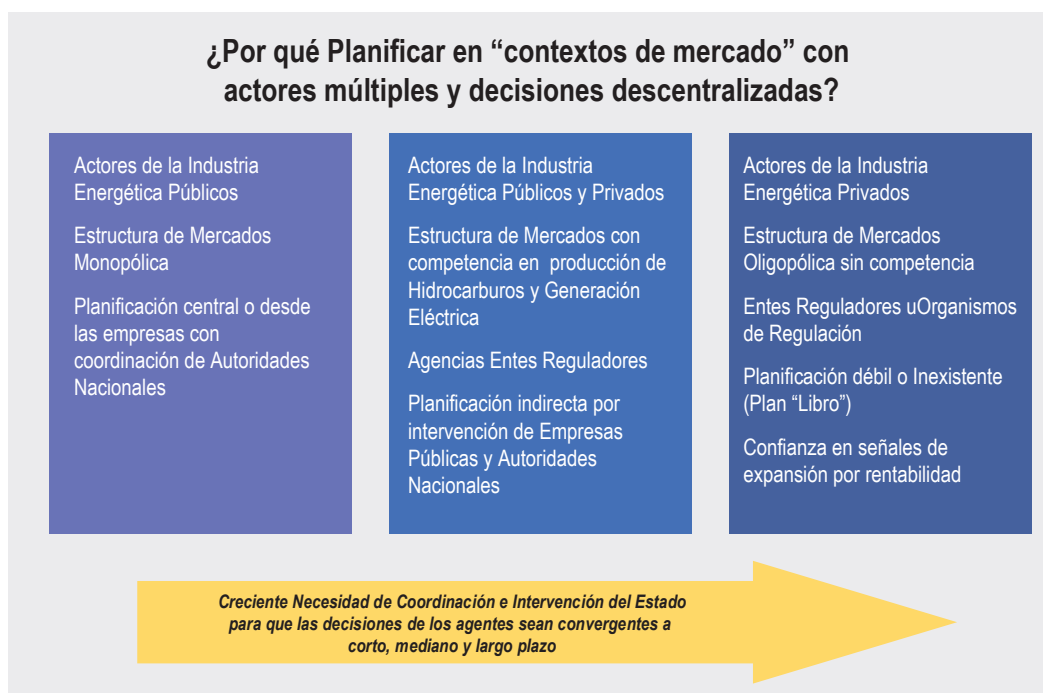 ¿Por qué Planificar en “contextos de mercado” con
actores múltiples y decisiones descentralizadas?
Actores de la Industria
Energética Públicos
Estructura de Mercados
Monopólica
Planificación central o desde
las empresas con
coordinación de Autoridades
Nacionales
Actores de la Industria
Energética Públicos y Privados
Estructura de Mercados con
competencia en producción de
Hidrocarburos y Generación
Eléctrica
Agencias Entes Reguladores
Planificación indirecta por
intervención de Empresas
Públicas y Autoridades
Nacionales
Actores de la Industria
Energética Privados
Estructura de Mercados
Oligopólica sin competencia
Entes Reguladores uOrganismos
de Regulación
Planificación débil o Inexistente
(Plan “Libro”)
Confianza en señales de
expansión por rentabilidad
Creciente Necesidad de Coordinación e Intervención del Estado
para que las decisiones de los agentes sean convergentes a
corto, mediano y largo plazo